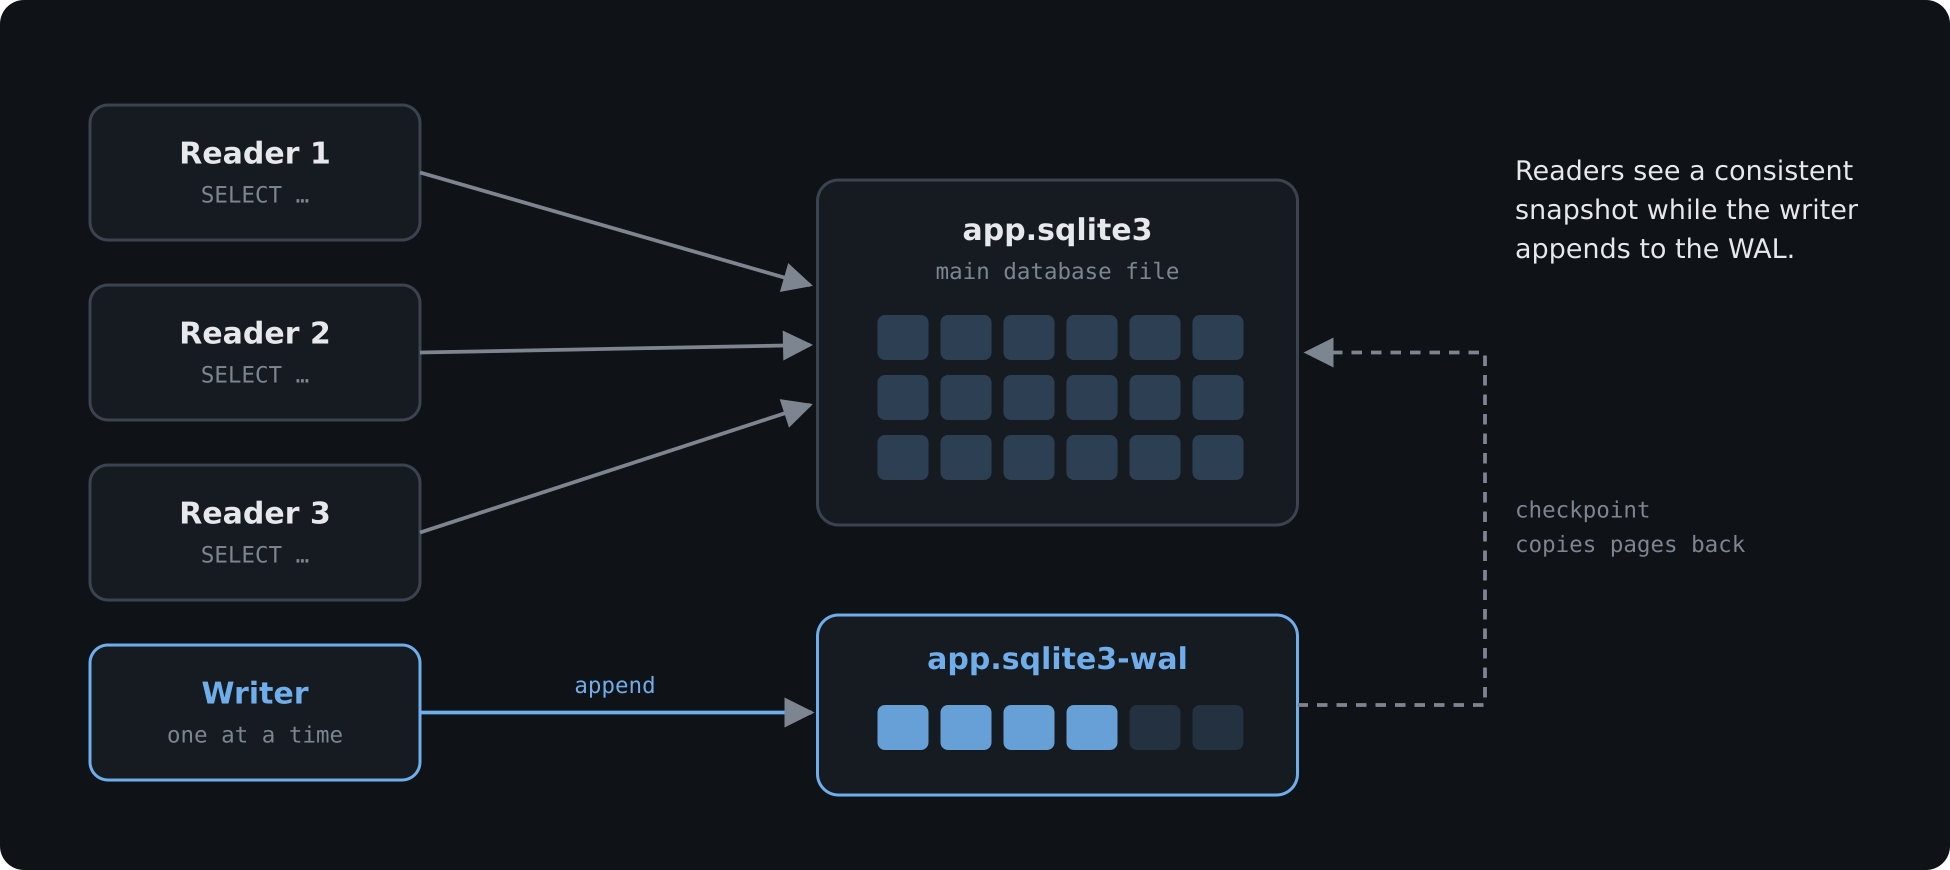 Reader 1
SELECT …
Reader 2
SELECT …
Reader 3
SELECT …
Writer
one at a time
append
app.sqlite3
main database file
app.sqlite3-wal
Readers see a consistent
snapshot while the writer
appends to the WAL.
checkpoint
copies pages back